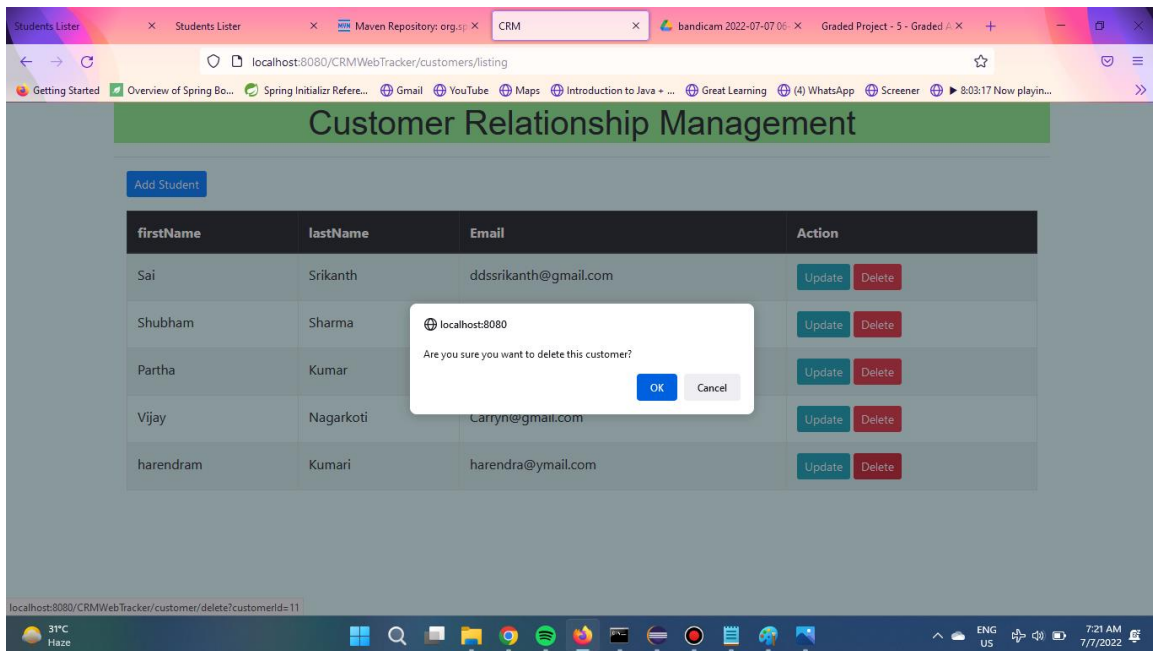 Students Lister Students Lister Maven Repository: org.sp CRM bandicam 2022-07-07 06- Graded Project - 5 - Graded A
localhost:8080/CRMWebTracker/customers/listing
Getting Started Overview of Spring Bo... Spring Initializr Refere... Gmail YouTube Maps Introduction to Java + ... Great Learning (4) WhatsApp Screener ▶ 8:03:17 Now playin...
Customer Relationship Management
Add Student
firstName lastName Email Action
Sai Srikanth ddssrikanth@gmail.com Update Delete
Shubham Sharma Update Delete
localhost:8080
Are you sure you want to delete this customer?
OK Cancel
Partha Kumar Update Delete
Vijay Nagarkoti Carryn@gmail.com Update Delete
harendram Kumari harendra@ymail.com Update Delete
localhost:8080/CRMWebTracker/customer/delete?customerId=11
31°C
Haze
ENG
US
7:21 AM
7/7/2022